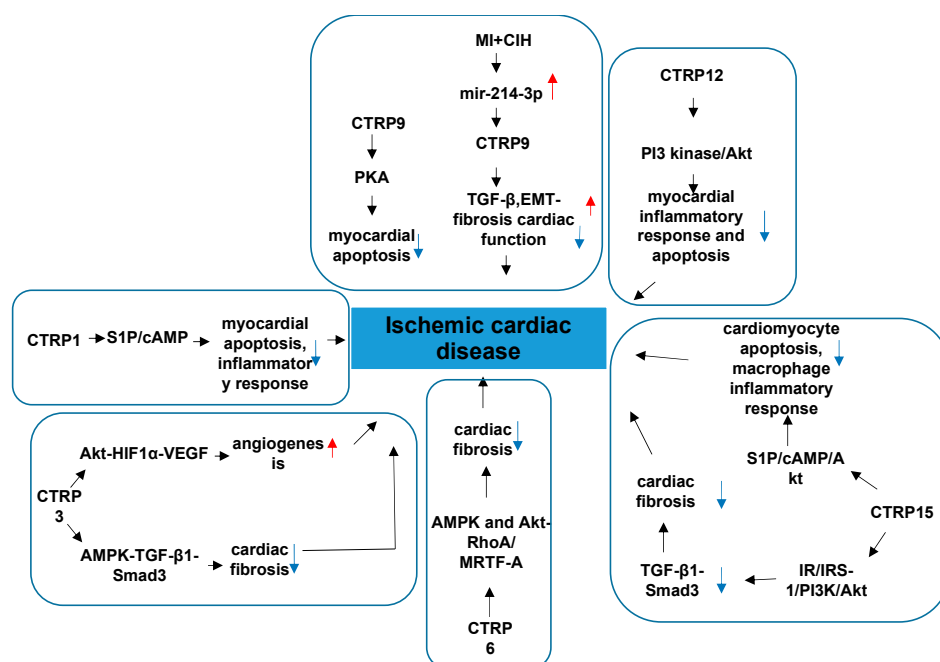 MI+CIH
mir-214-3p
CTRP9
TGF-β,EMT-
fibrosis cardiac
function
CTRP9
PKA
myocardial
apoptosis
CTRP12
PI3 kinase/Akt
myocardial
inflammatory
response and
apoptosis
CTRP1
S1P/cAMP
myocardial
apoptosis,
inflammator
y response
Ischemic cardiac
disease
cardiomyocyte
apoptosis,
macrophage
inflammatory
response
S1P/cAMP/A
kt
CTRP15
IR/IRS-
1/PI3K/Akt
TGF-β1-
Smad3
cardiac
fibrosis
CTRP
3
Akt-HIF1α-VEGF
angiogenes
is
AMPK-TGF-β1-
Smad3
cardiac
fibrosis
cardiac
fibrosis
AMPK and Akt-
RhoA/
MRTF-A
CTRP
6